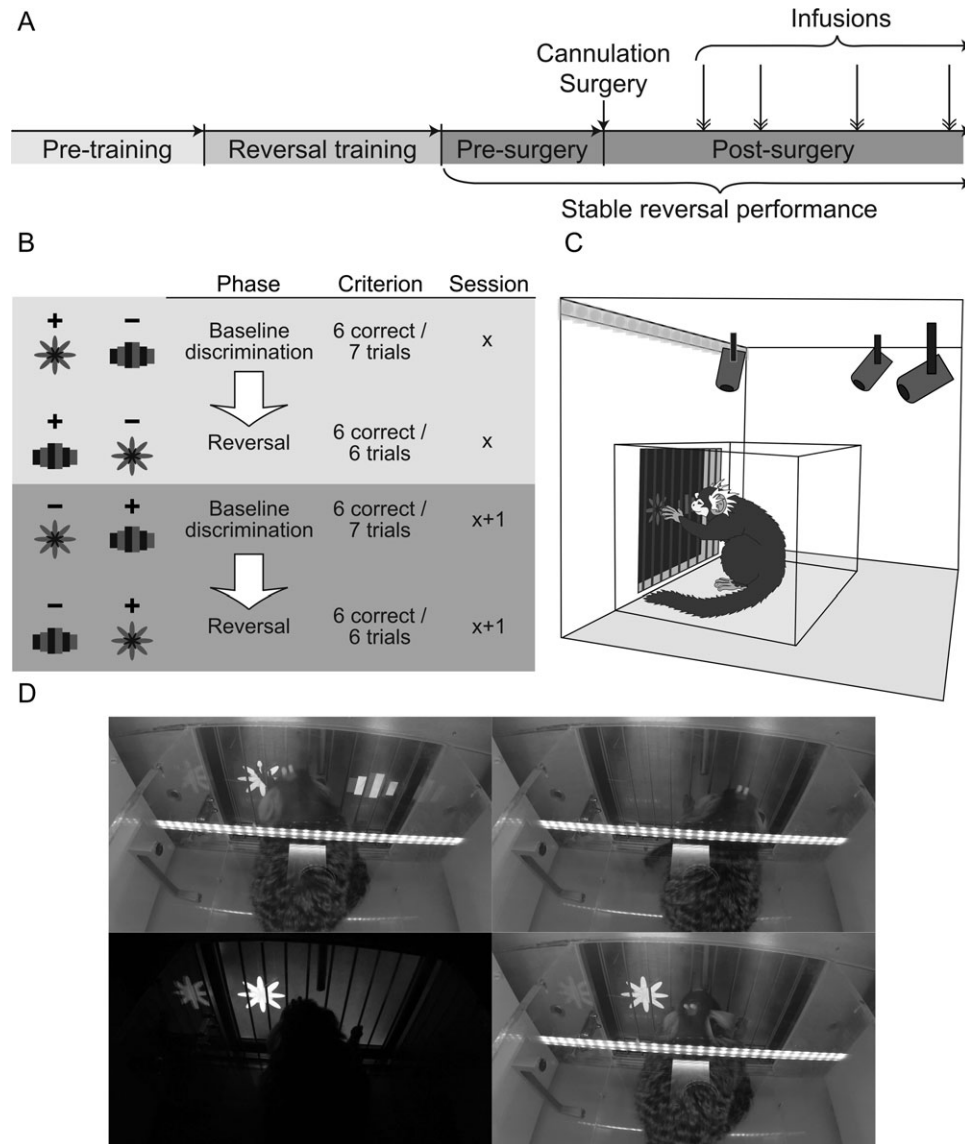 A
Infusions
Cannulation
Surgery
Pre-training
Reversal training
Pre-surgery
Post-surgery
Stable reversal performance
B
Phase
Criterion
Session
+ −
Baseline
discrimination
6 correct /
7 trials
x
+ −
Reversal
6 correct /
6 trials
x
− +
Baseline
discrimination
6 correct /
7 trials
x+1
− +
Reversal
6 correct /
6 trials
x+1
C
D